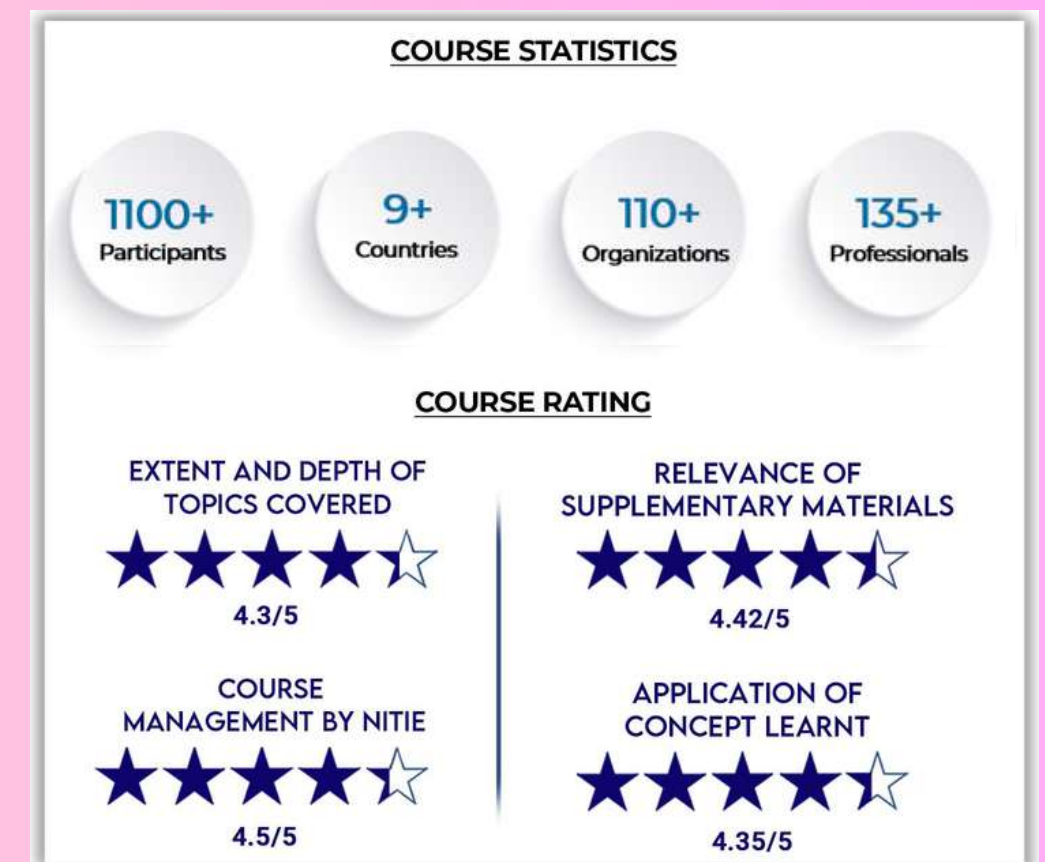 COURSE STATISTICS
1100+
Participants
9+
Countries
110+
Organizations
135+
Professionals
COURSE RATING
EXTENT AND DEPTH OF
TOPICS COVERED
4.3/5
RELEVANCE OF
SUPPLEMENTARY MATERIALS
4.42/5
COURSE
MANAGEMENT BY NITIE
4.5/5
APPLICATION OF
CONCEPT LEARNT
4.35/5